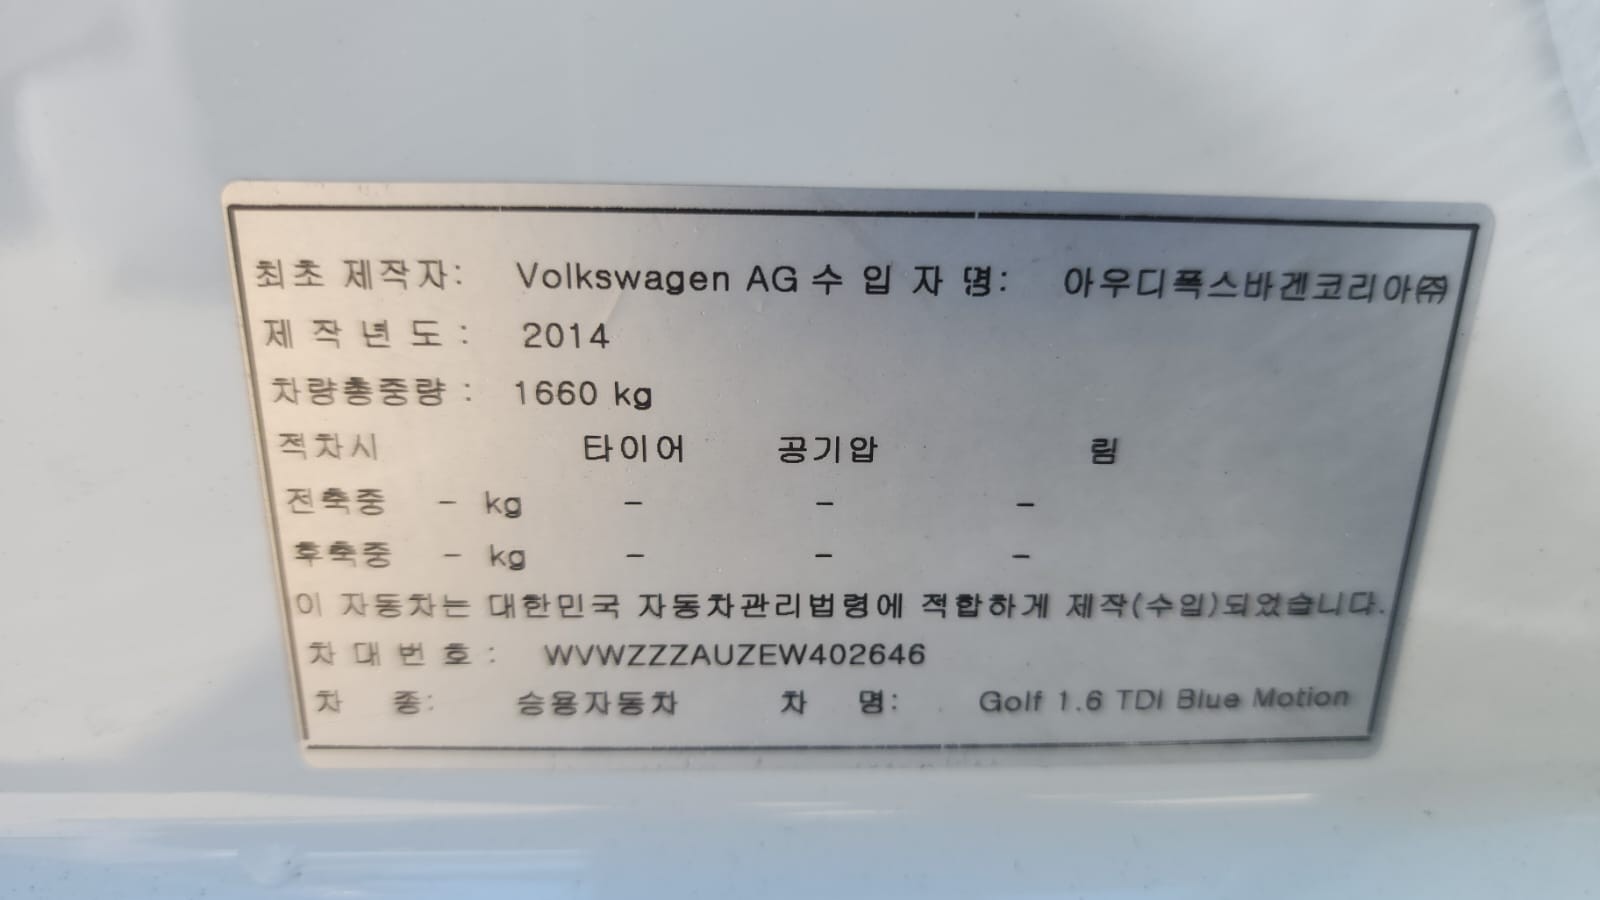 최초 제작자: Volkswagen AG 수 입 자 명: 아우디폭스바겐코리아㈜
제 작 년 도 : 2014
차량총중량 : 1660 kg
적차시 타이어 공기압 림
전축중 - kg - - -
후축중 - kg - - -
이 자동차는 대한민국 자동차관리법령에 적합하게 제작(수입)되었습니다.
차 대 번 호 : WVWZZZAUZEW402646
차 종: 승용자동차 차 명: Golf 1.6 TDI Blue Motion